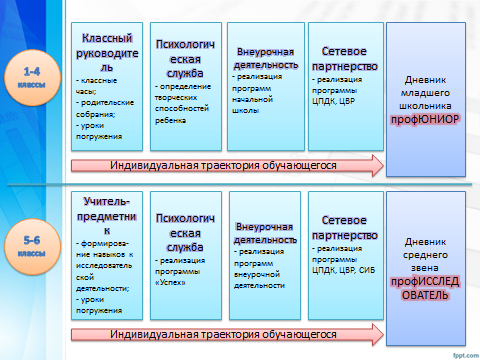 1-4
классы
Классный
руководите
ль
- классные
часы;
- родительские
собрания;
- уроки
погружения
Психологич
еская
служба
- определение
творческих
способностей
ребенка
Внеурочная
деятельность
- реализация
программ
начальной
школы
Сетевое
партнерство
- реализация
программы
ЦПДК, ЦВР
Дневник
младшего
школьника
профЮНИОР
Индивидуальная траектория обучающегося
5-6
классы
Учитель-
предметни
к
- формирова-
ние навыков к
исследователь
ской
деятельности;
- уроки
погружения
Психологич
еская
служба
- реализация
программы
«Успех»
Внеурочная
деятельность
- реализация
программ
внеурочной
деятельности
Сетевое
партнерство
- реализация
программы
ЦПДК, ЦВР, СИБ
Дневник
среднего
звена
профИССЛЕД
ОВАТЕЛЬ
Индивидуальная траектория обучающегося
fppt.com